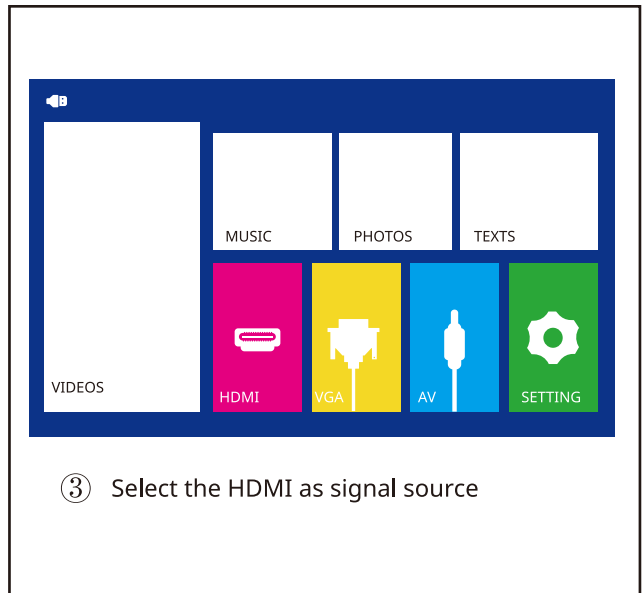 MUSIC
PHOTOS
TEXTS
VIDEOS
HDMI
VGA
AV
SETTING
③ Select the HDMI as signal source